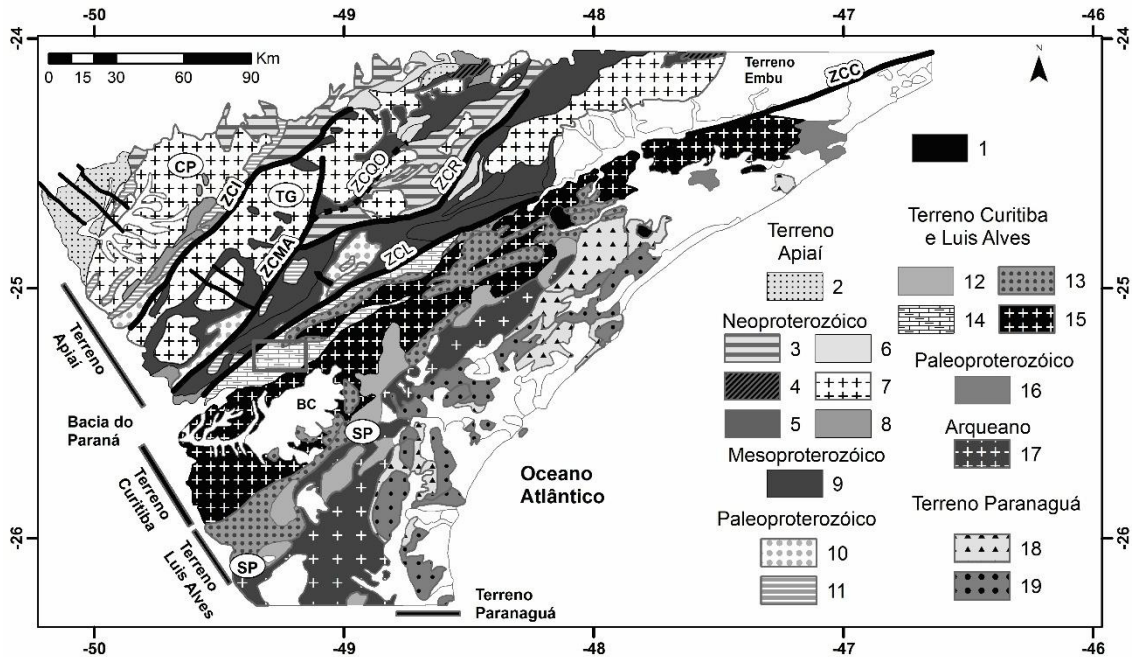 -50 -49 -48 -47 -46
-24 -24
Km
0 15 30 60 90
Terreno
Embu
ZCC
N
1
CP
ZCI
TG
ZCQO
ZCR
ZCMA
ZCL
-25 -25
Terreno
Apiaí
2
Neoproterozóico
3 6
4 7
5 8
Mesoproterozóico
9
Paleoproterozóico
10
11
Terreno Curitiba
e Luis Alves
12 13
14 15
Paleoproterozóico
16
Arqueano
17
Terreno Paranaguá
18
19
Terreno
Apiaí
Bacia do
Paraná
BC
SP
Terreno
Curitiba
Oceano
Atlântico
-26 -26
SP
Terreno
Luis Alves
Terreno
Paranaguá
-50 -49 -48 -47 -46